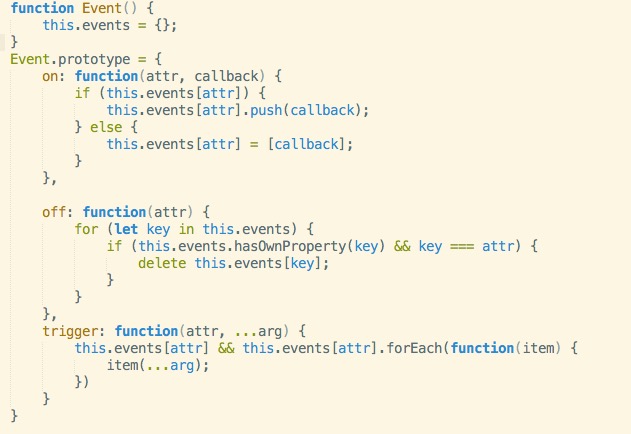 function Event() {
    this.events = {};
}
Event.prototype = {
    on: function(attr, callback) {
        if (this.events[attr]) {
            this.events[attr].push(callback);
        } else {
            this.events[attr] = [callback];
        }
    },

    off: function(attr) {
        for (let key in this.events) {
            if (this.events.hasOwnProperty(key) && key === attr) {
                delete this.events[key];
            }
        }
    },
    trigger: function(attr, ...arg) {
        this.events[attr] && this.events[attr].forEach(function(item) {
            item(...arg);
        })
    }
}